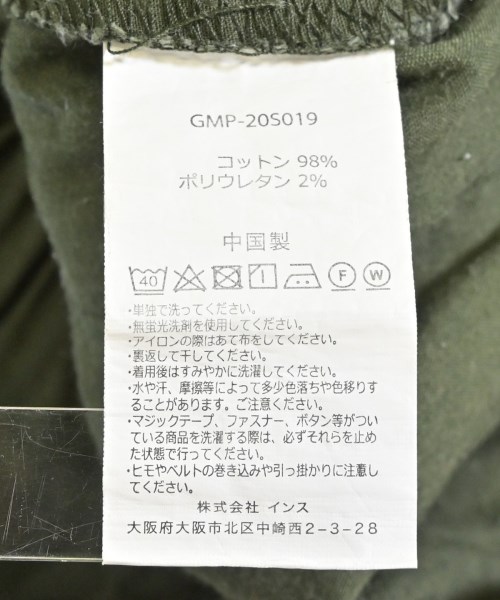 GMP-20S019
コットン 98%
ポリウレタン 2%
中国製
40 F W
・単独で洗ってください。
・無蛍光洗剤を使用してください。
・アイロンの際はあて布をしてください。
・裏返して干してください。
・着用後はすみやかに洗濯してください。
・水や汗、摩擦等によって多少色落ちや色移りす
ることがあります。ご注意ください。
・マジックテープ、ファスナー、ボタン等がつい
ている商品を洗濯する際は、必ずそれらを止め
た状態で行ってください。
・ヒモやベルトの巻き込みや引っ掛かりに注意し
てください。
株式会社 インス
大阪府大阪市北区中崎西2-3-28